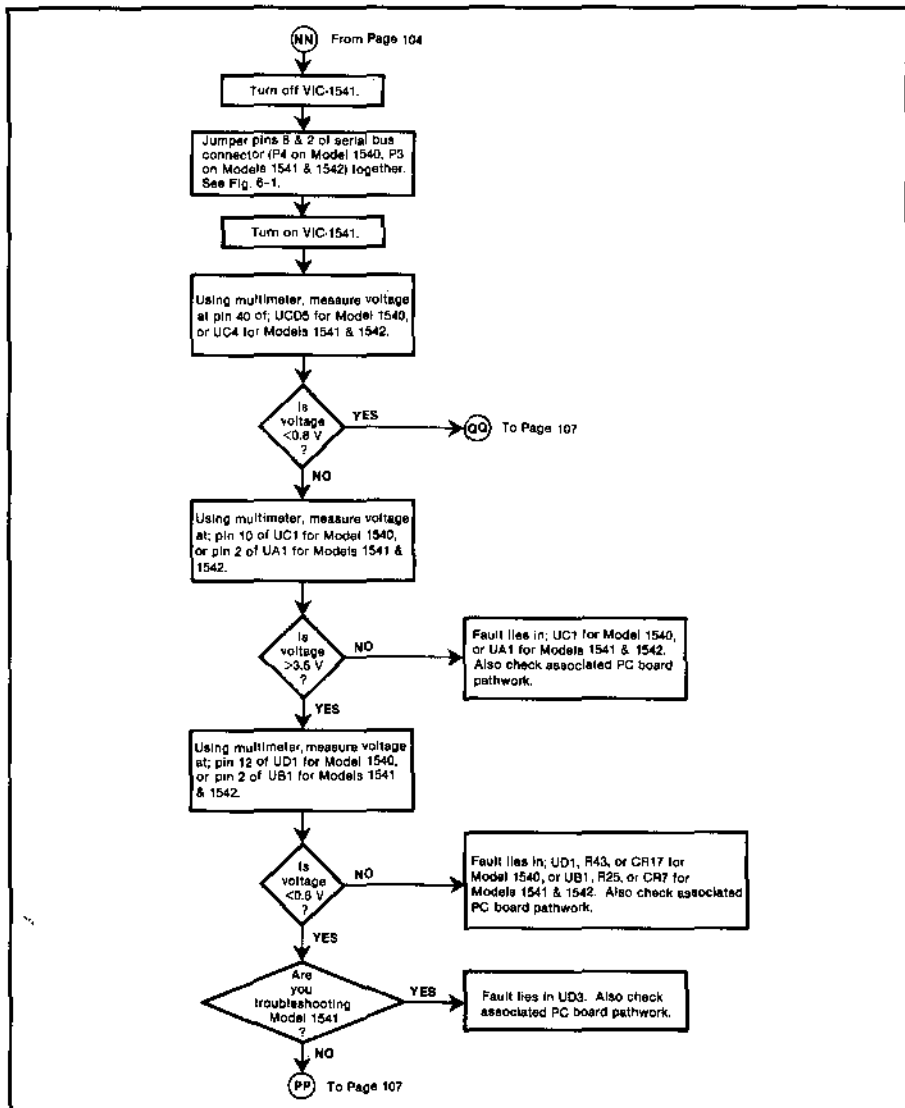 NN From Page 104
Turn off VIC-1541.
Jumper pins 6 & 2 of serial bus
connector (P4 on Model 1540, P3
on Models 1541 & 1542) together.
See Fig. 6-1.
Turn on VIC-1541.
Using multimeter, measure voltage
at pin 40 of; UCD5 for Model 1540,
or UC4 for Models 1541 & 1542.
Is
voltage
<0.8 V
?
YES
QQ To Page 107
NO
Using multimeter, measure voltage
at; pin 10 of UC1 for Model 1540,
or pin 2 of UA1 for Models 1541 &
1542.
Is
voltage
>3.5 V
?
NO
Fault lies in; UC1 for Model 1540,
or UA1 for Models 1541 & 1542.
Also check associated PC board
pathwork.
YES
Using multimeter, measure voltage
at; pin 12 of UD1 for Model 1540,
or pin 2 of UB1 for Models 1541
& 1542.
Is
voltage
<0.8 V
?
NO
Fault lies in; UD1, R43, or CR17 for
Model 1540, or UB1, R25, or CR7 for
Models 1541 & 1542. Also check associated
PC board pathwork.
YES
Are
you
troubleshooting
Model 1541
?
YES
Fault lies in UD3. Also check
associated PC board pathwork.
NO
PP To Page 107